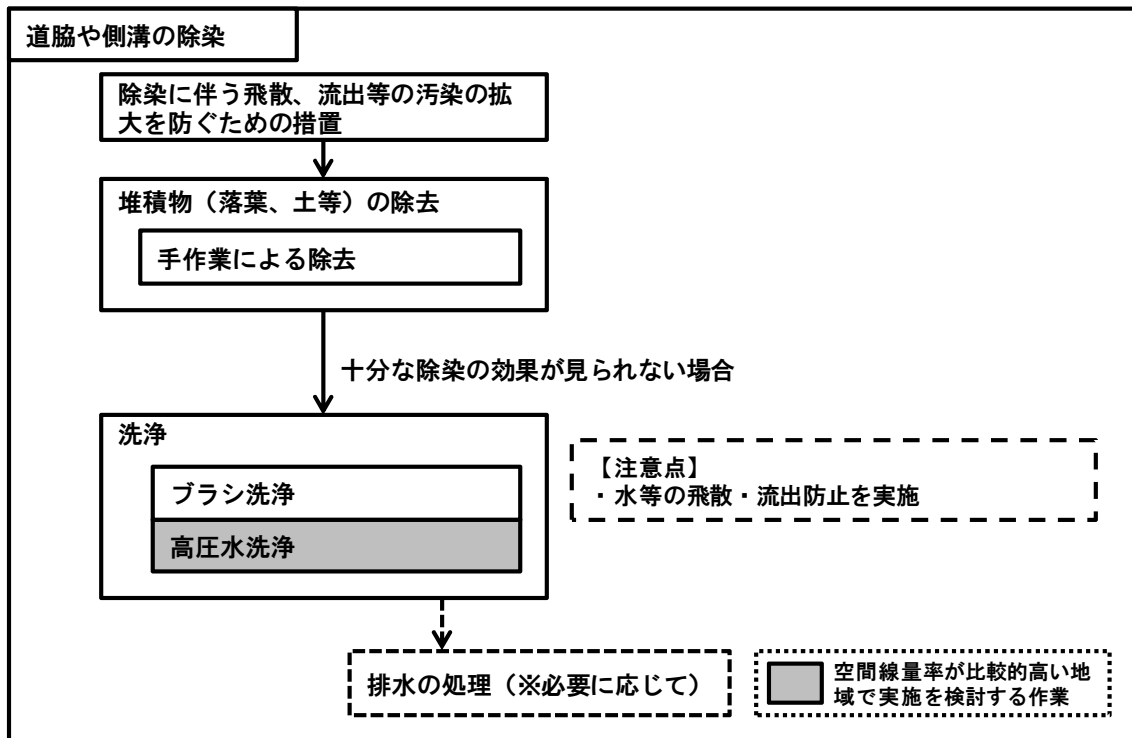 道脇や側溝の除染
除染に伴う飛散、流出等の汚染の拡
大を防ぐための措置
堆積物（落葉、土等）の除去
手作業による除去
十分な除染の効果が見られない場合
洗浄
ブラシ洗浄
高圧水洗浄
【注意点】
・水等の飛散・流出防止を実施
排水の処理（※必要に応じて）
空間線量率が比較的高い地
域で実施を検討する作業